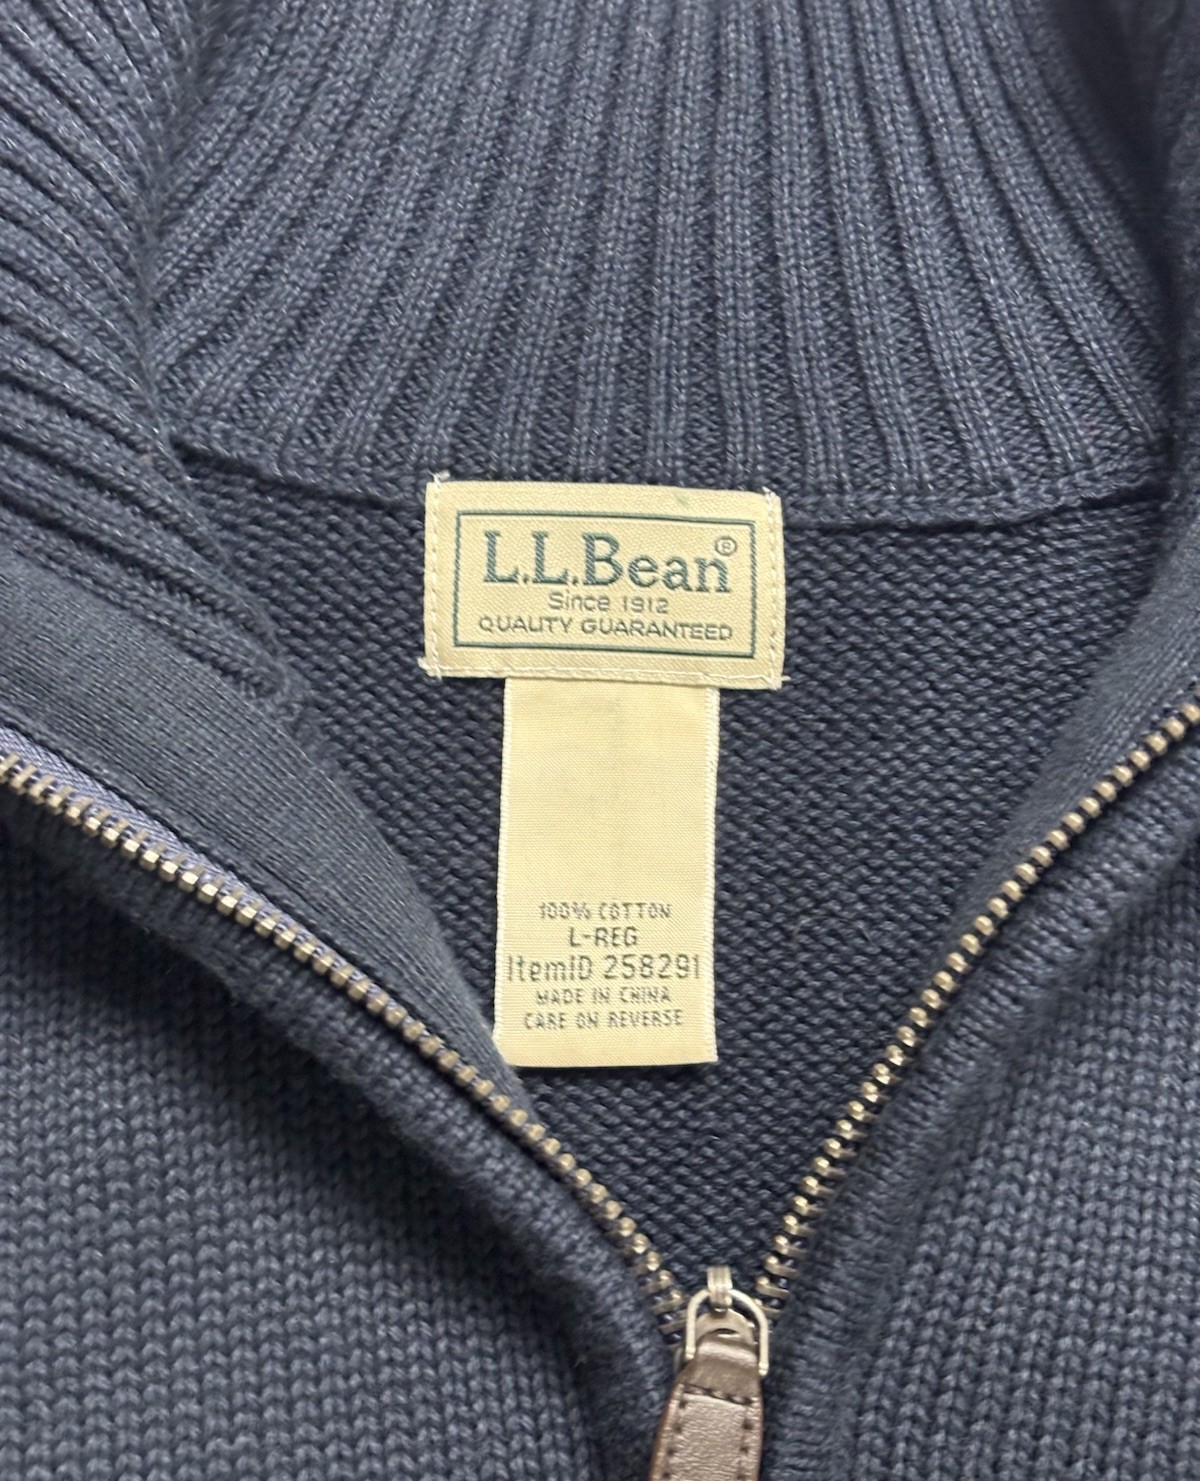 L.L.Bean®
Since 1912
QUALITY GUARANTEED
100% COTTON
L-REG
ItemID 258291
MADE IN CHINA
CARE ON REVERSE